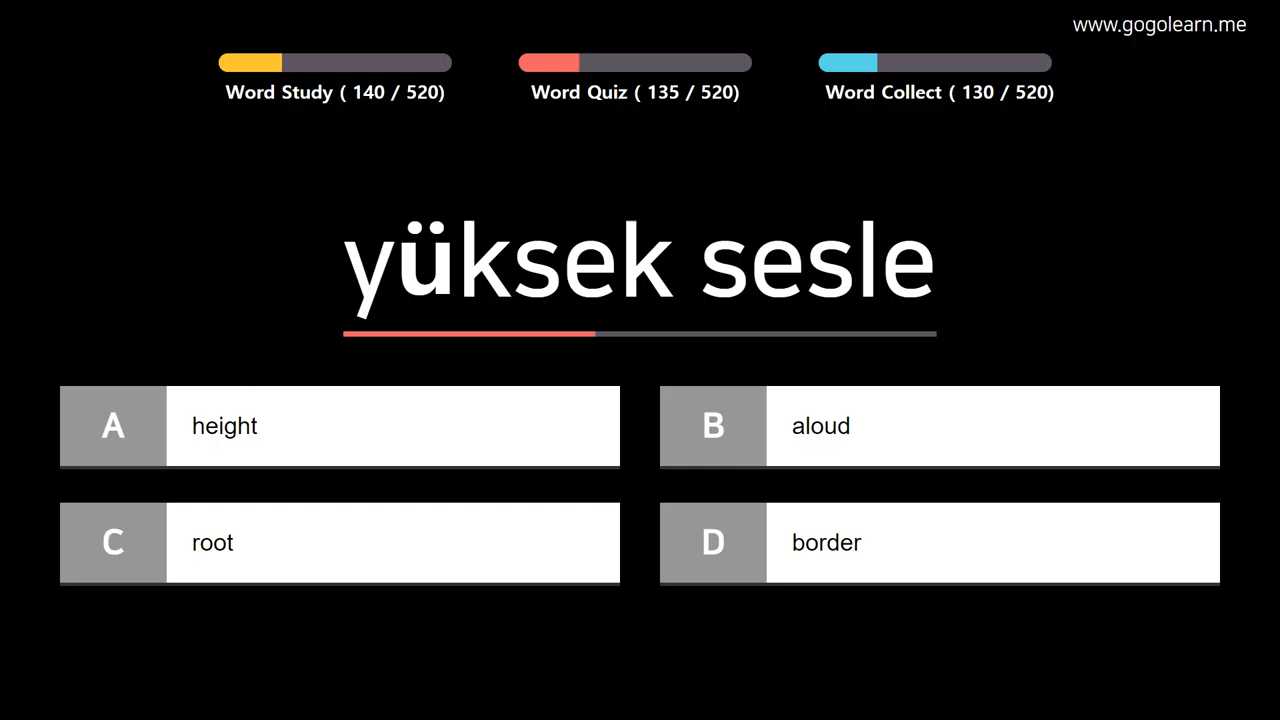 www.gogolearn.me
Word Study ( 140 / 520)
Word Quiz ( 135 / 520)
Word Collect ( 130 / 520)
yüksek sesle
A height
B aloud
C root
D border